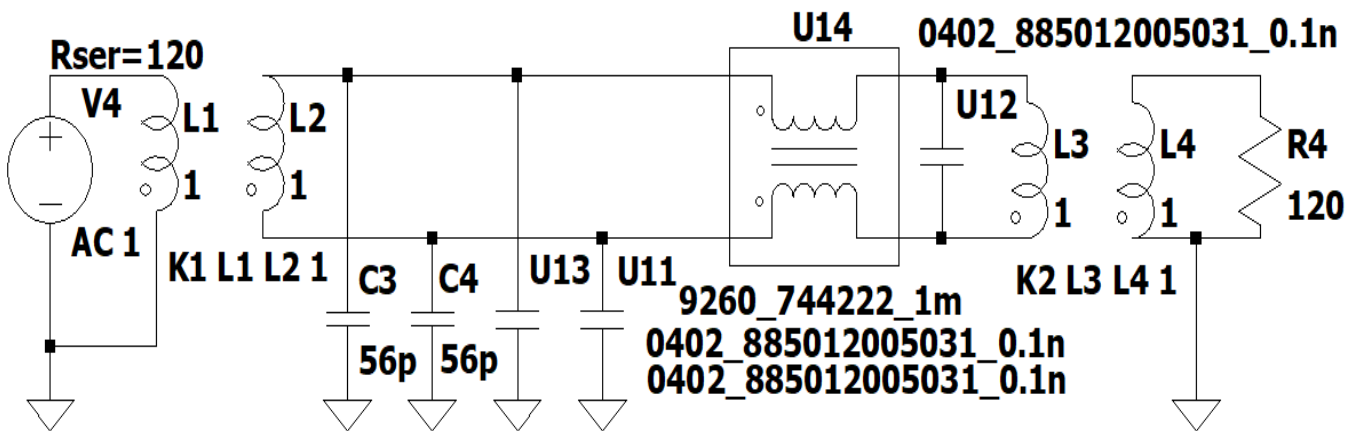 U14
0402_885012005031_0.1n
Rser=120
V4
L1
L2
U12
L3
L4
R4
1
1
1
1
120
AC 1
K1 L1 L2 1
C3
C4
U13
U11
K2 L3 L4 1
9260_744222_1m
56p
56p
0402_885012005031_0.1n
0402_885012005031_0.1n